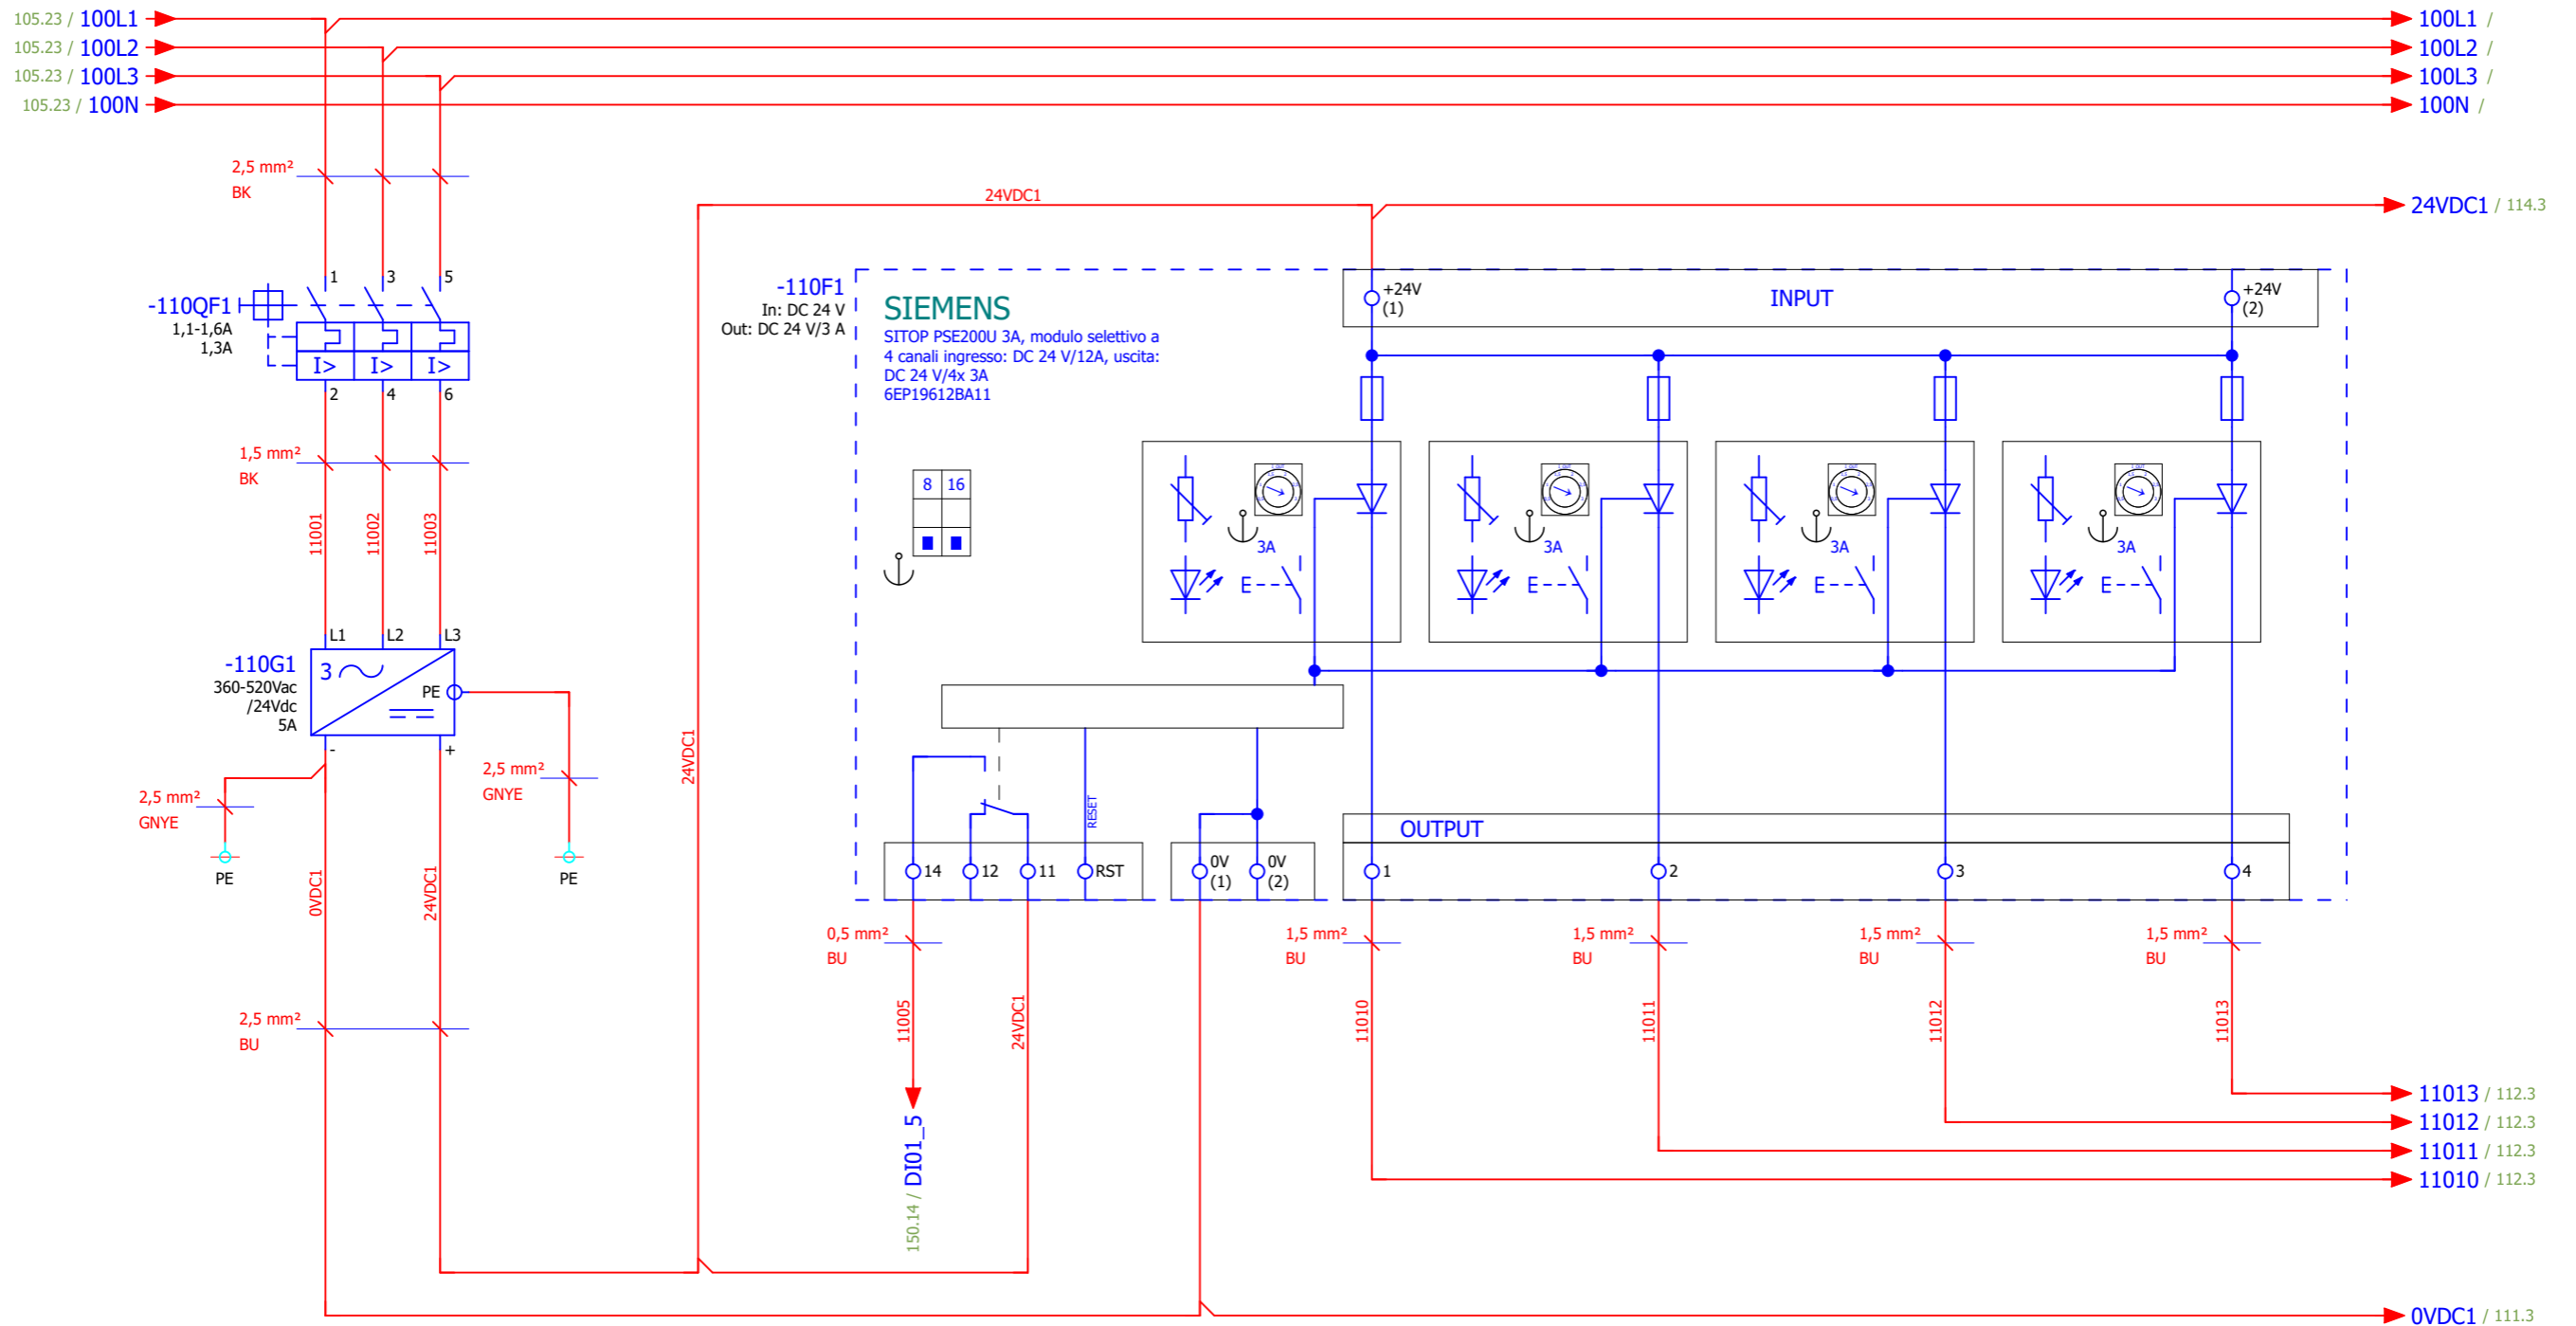 105.23 / 100L1
100L1 /
105.23 / 100L2
100L2 /
105.23 / 100L3
100L3 /
105.23 / 100N
100N /
2,5 mm²
BK
24VDC1
24VDC1 / 114.3
1 3 5
-110QF1
1,1-1,6A
1,3A
I> I> I>
2 4 6
-110F1
In: DC 24 V
Out: DC 24 V/3 A
SIEMENS
SITOP PSE200U 3A, modulo selettivo a
4 canali ingresso: DC 24 V/12A, uscita:
DC 24 V/4x 3A
6EP19612BA11
+24V
(1)
INPUT
+24V
(2)
1,5 mm²
BK
8 16
3A
3A
3A
3A
11001
11002
11003
L1 L2 L3
-110G1
360-520Vac
/24Vdc
5A
3
PE
- +
2,5 mm²
GNYE
2,5 mm²
GNYE
PE
PE
24VDC1
0VDC1
24VDC1
RESET
OUTPUT
14
12
11
RST
0V
(1)
0V
(2)
1
2
3
4
0,5 mm²
BU
1,5 mm²
BU
1,5 mm²
BU
1,5 mm²
BU
1,5 mm²
BU
2,5 mm²
BU
11005
24VDC1
11010
11011
11012
11013
150.14 / DI01_5
11013 / 112.3
11012 / 112.3
11011 / 112.3
11010 / 112.3
0VDC1 / 111.3